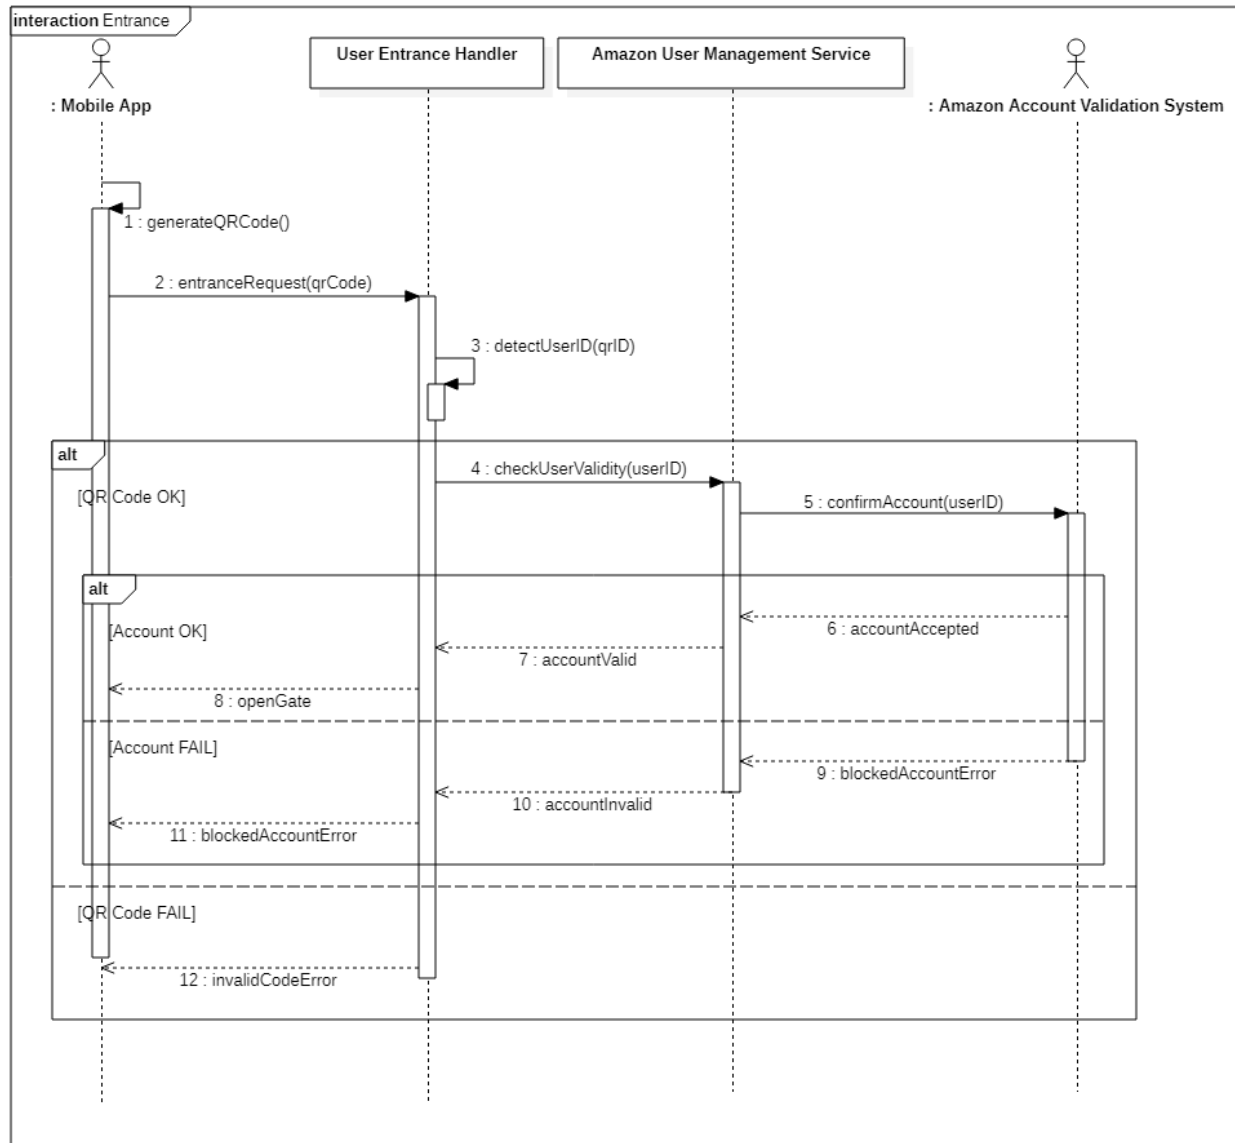 interaction Entrance
User Entrance Handler
Amazon User Management Service
: Mobile App
: Amazon Account Validation System
1 : generateQRCode()
2 : entranceRequest(qrCode)
3 : detectUserID(qrID)
alt
4 : checkUserValidity(userID)
[QR Code OK]
5 : confirmAccount(userID)
alt
[Account OK]
6 : accountAccepted
7 : accountValid
8 : openGate
[Account FAIL]
9 : blockedAccountError
10 : accountInvalid
11 : blockedAccountError
[QR Code FAIL]
12 : invalidCodeError